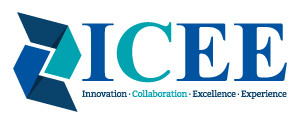 ICEE
Innovation · Collaboration · Excellence · Experience